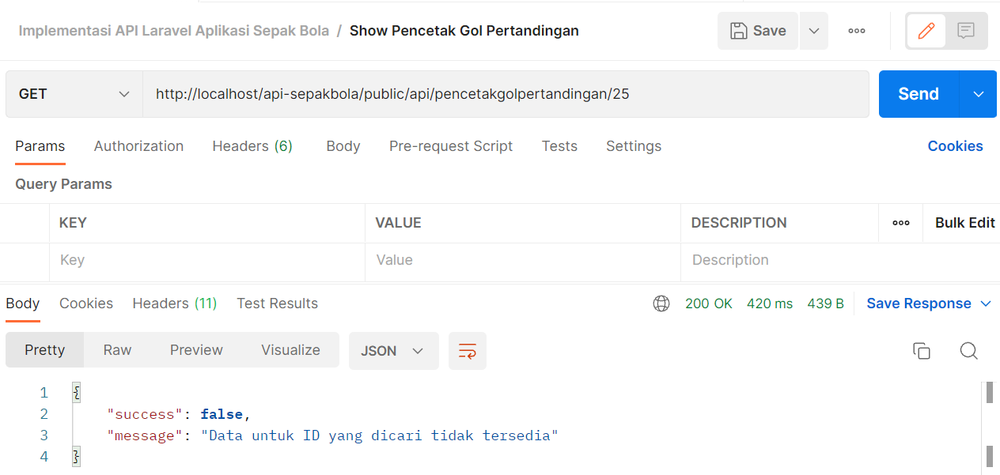 Implementasi API Laravel Aplikasi Sepak Bola / Show Pencetak Gol Pertandingan Save ooo
GET http://localhost/api-sepakbola/public/api/pencetakgolpertandingan/25 Send
Params Authorization Headers (6) Body Pre-request Script Tests Settings Cookies
Query Params
KEY VALUE DESCRIPTION ooo Bulk Edit
Key Value Description
Body Cookies Headers (11) Test Results 200 OK 420 ms 439 B Save Response
Pretty Raw Preview Visualize JSON
1 {
2 "success": false,
3 "message": "Data untuk ID yang dicari tidak tersedia"
4 }